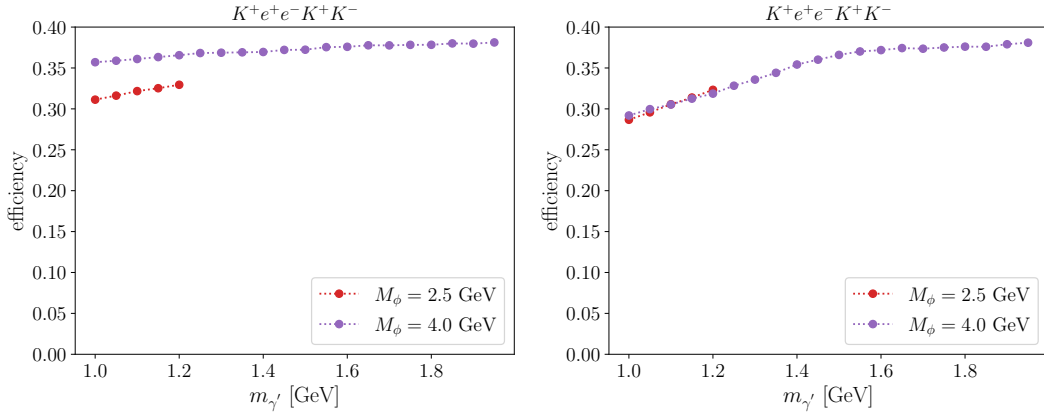 K⁺e⁺e⁻K⁺K⁻
efficiency
0.40
0.35
0.30
0.25
0.20
0.15
0.10
0.05
0.00
M_ϕ = 2.5 GeV
M_ϕ = 4.0 GeV
1.0 1.2 1.4 1.6 1.8
m_γ′ [GeV]
K⁺e⁺e⁻K⁺K⁻
efficiency
0.40
0.35
0.30
0.25
0.20
0.15
0.10
0.05
0.00
M_ϕ = 2.5 GeV
M_ϕ = 4.0 GeV
1.0 1.2 1.4 1.6 1.8
m_γ′ [GeV]